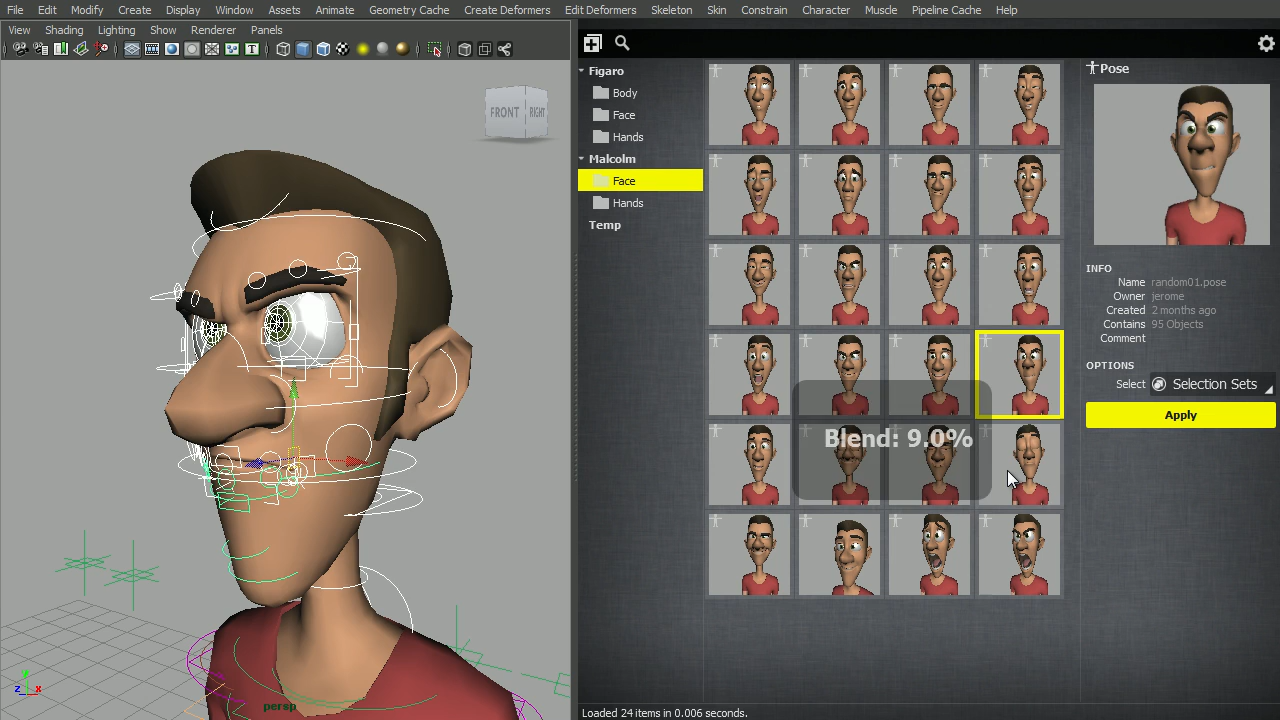 File Edit Modify Create Display Window Assets Animate Geometry Cache Create Deformers Edit Deformers Skeleton Skin Constrain Character Muscle Pipeline Cache Help
View Shading Lighting Show Renderer Panels
T
FRONT RIGHT
Figaro
Body
Face
Hands
Malcolm
Face
Hands
Temp
Blend: 9.0%
Pose
INFO
Name random01.pose
Owner jerome
Created 2 months ago
Contains 95 Objects
Comment
OPTIONS
Select Selection Sets
Apply
y
z x
persp
Loaded 24 items in 0.006 seconds.